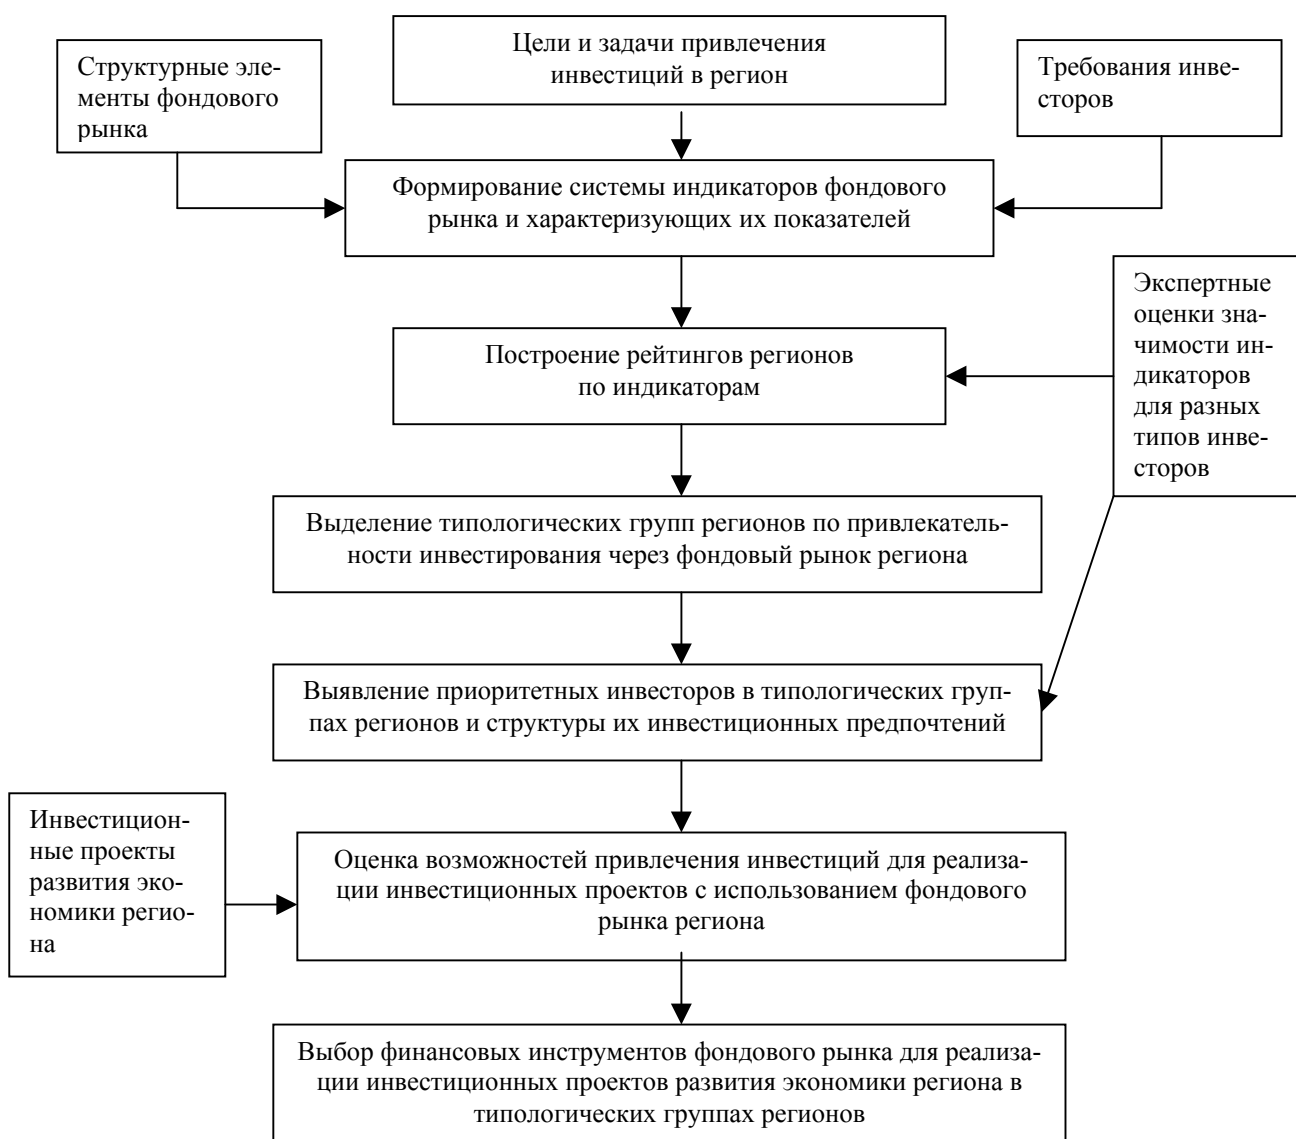 Цели и задачи привлечения
инвестиций в регион
Структурные эле-
менты фондового
рынка
Требования инве-
сторов
Формирование системы индикаторов фондового
рынка и характеризующих их показателей
Экспертные
оценки зна-
чимости ин-
дикаторов
для разных
типов инве-
сторов
Построение рейтингов регионов
по индикаторам
Выделение типологических групп регионов по привлекатель-
ности инвестирования через фондовый рынок региона
Выявление приоритетных инвесторов в типологических груп-
пах регионов и структуры их инвестиционных предпочтений
Инвестицион-
ные проекты
развития эко-
номики регио-
на
Оценка возможностей привлечения инвестиций для реализа-
ции инвестиционных проектов с использованием фондового
рынка региона
Выбор финансовых инструментов фондового рынка для реализа-
ции инвестиционных проектов развития экономики региона в
типологических группах регионов